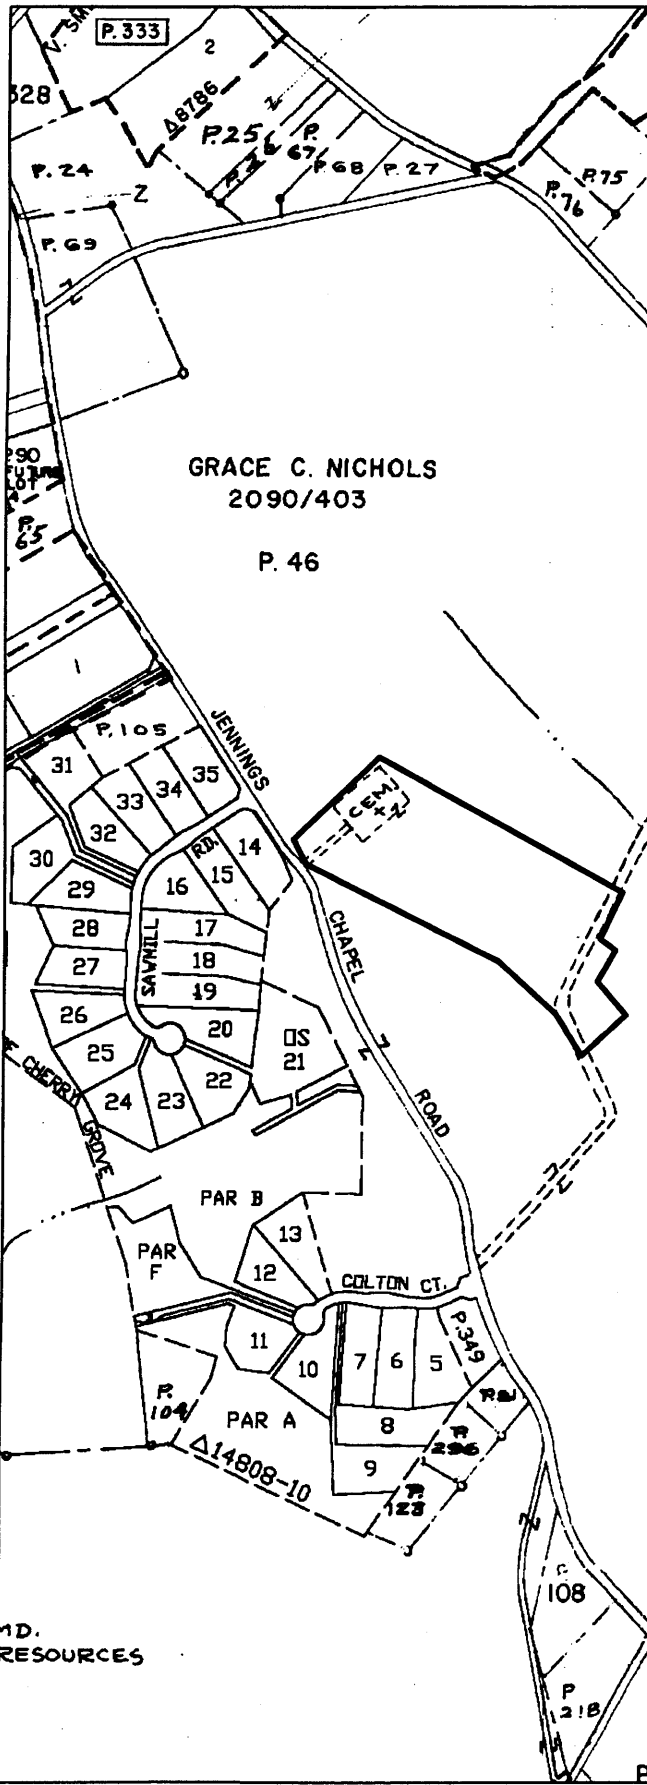 P. 333
2
328
△8786
P. 25
P. 26
P. 67
P. 68
P. 27
P. 75
P. 76
P. 24
Z
P. 69
Z
GRACE C. NICHOLS
2090/403
P. 46
P. 65
1
P. 105
JENNINGS
31
33
34
35
32
CEM
30
RD.
14
29
16
15
28
SAWMILL
17
CHAPEL
27
18
26
19
20
OS
21
25
22
Z
24
23
CHERRY
GROVE
ROAD
Z
PAR B
13
PAR
F
12
COLTON CT.
11
10
7
6
5
P. 349
P.
104
PAR A
8
P.
296
△14808-10
9
P.
123
Z
108
MD.
RESOURCES
P
218
Z
P